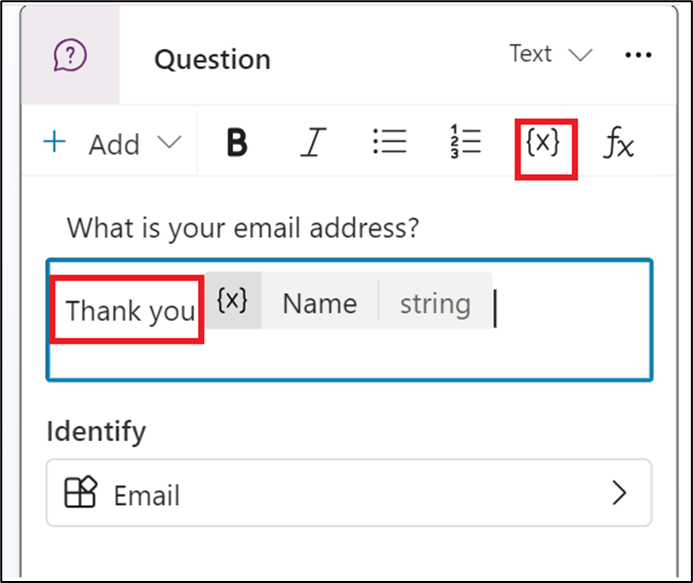 Question Text ...
+ Add B I {x} fx
What is your email address?
Thank you {x} Name string
Identify
Email